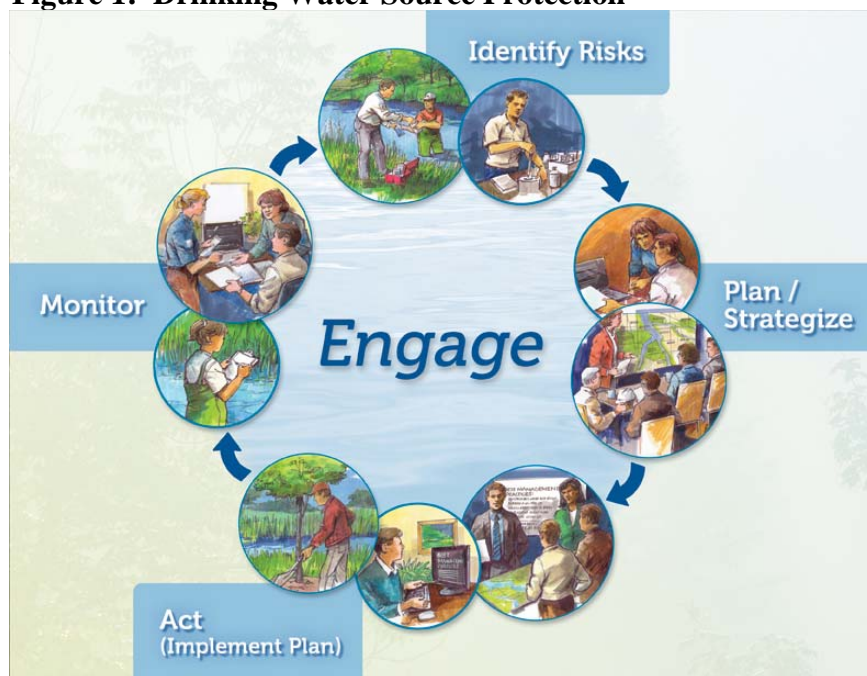 Figure 1: Drinking Water Source Protection
Identify Risks
Plan /
Strategize
Monitor
Engage
Act
(Implement Plan)